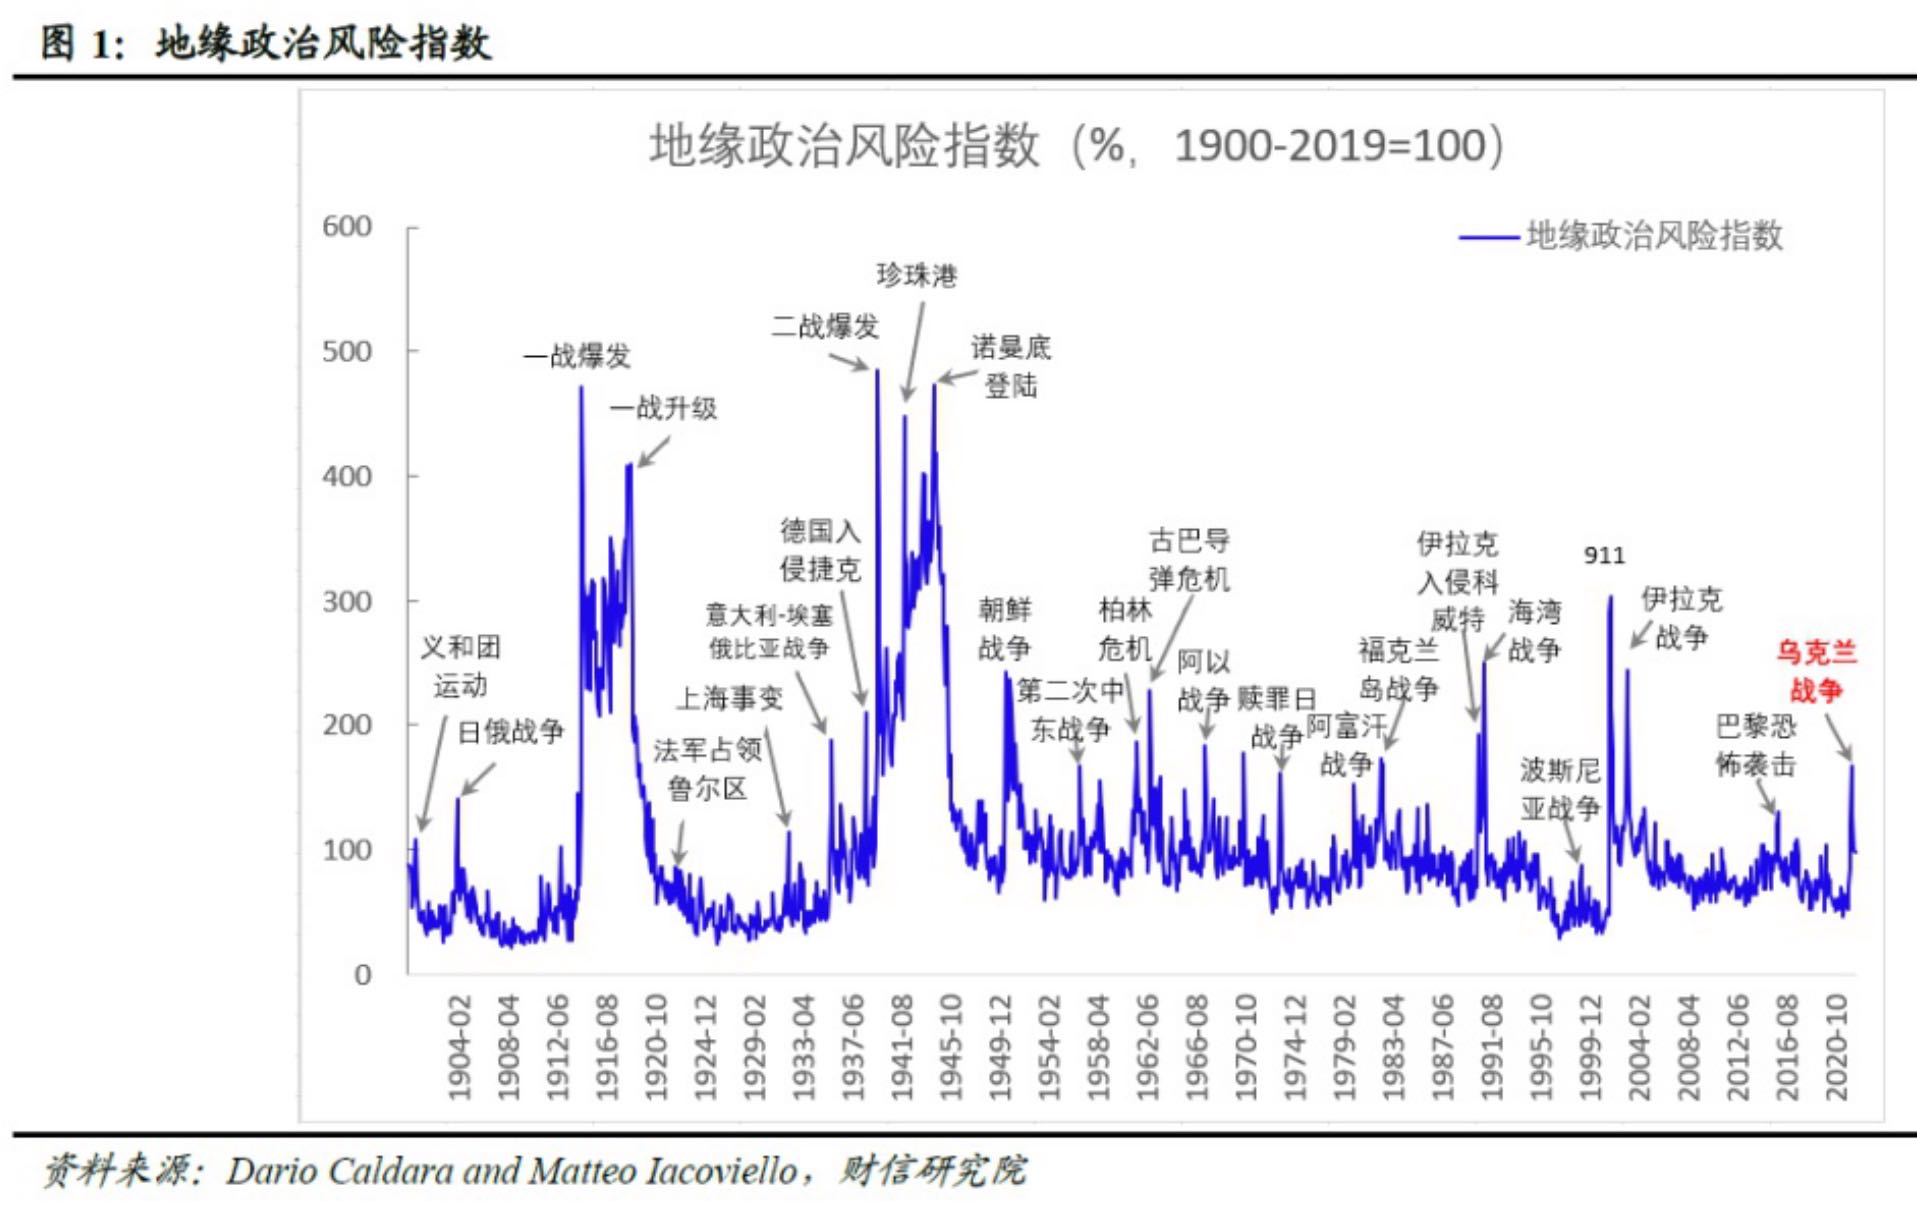 图 1：地缘政治风险指数
地缘政治风险指数（%，1900-2019=100）
地缘政治风险指数
600
500
400
300
200
100
0
义和团
运动
日俄战争
一战爆发
一战升级
法军占领
鲁尔区
上海事变
意大利-埃塞
俄比亚战争
德国入
侵捷克
二战爆发
珍珠港
诺曼底
登陆
朝鲜
战争
第二次中
东战争
柏林
危机
古巴导
弹危机
阿以
战争
赎罪日
战争
阿富汗
战争
福克兰
岛战争
伊拉克
入侵科
威特
海湾
战争
波斯尼
亚战争
911
伊拉克
战争
巴黎恐
怖袭击
乌克兰
战争
1904-02
1908-04
1912-06
1916-08
1920-10
1924-12
1929-02
1933-04
1937-06
1941-08
1945-10
1949-12
1954-02
1958-04
1962-06
1966-08
1970-10
1974-12
1979-02
1983-04
1987-06
1991-08
1995-10
1999-12
2004-02
2008-04
2012-06
2016-08
2020-10
资料来源：Dario Caldara and Matteo Iacoviello，财信研究院